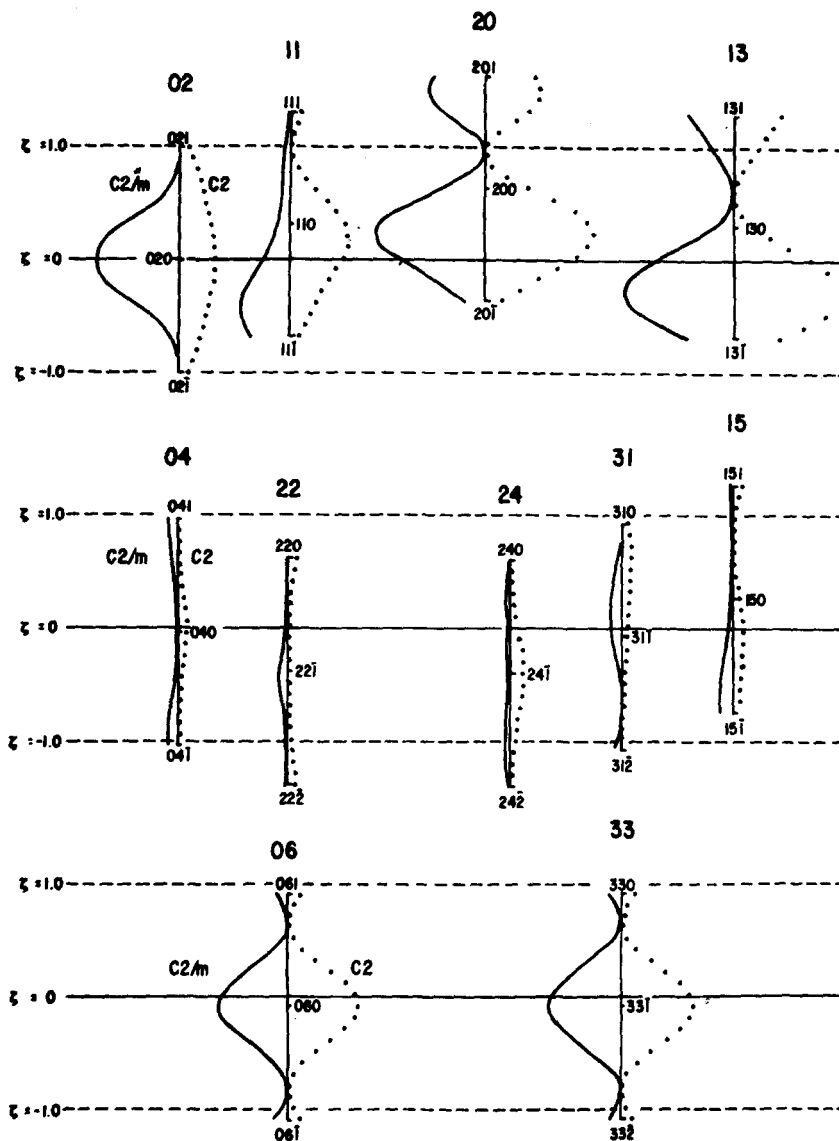 20
11
13
02
201
111
131
021
ζ = 1.0
C2/m
C2
200
110
130
ζ = 0
020
201̄
111̄
131̄
ζ = -1.0
02̄1
15
04
31
22
24
151
041
310
ζ = 1.0
C2/m
C2
220
240
150
ζ = 0
040
311̄
221̄
241̄
151̄
ζ = -1.0
041̄
312̄
222̄
242̄
06
33
ζ = 1.0
061
330
C2/m
C2
ζ = 0
060
331̄
ζ = -1.0
061̄
332̄